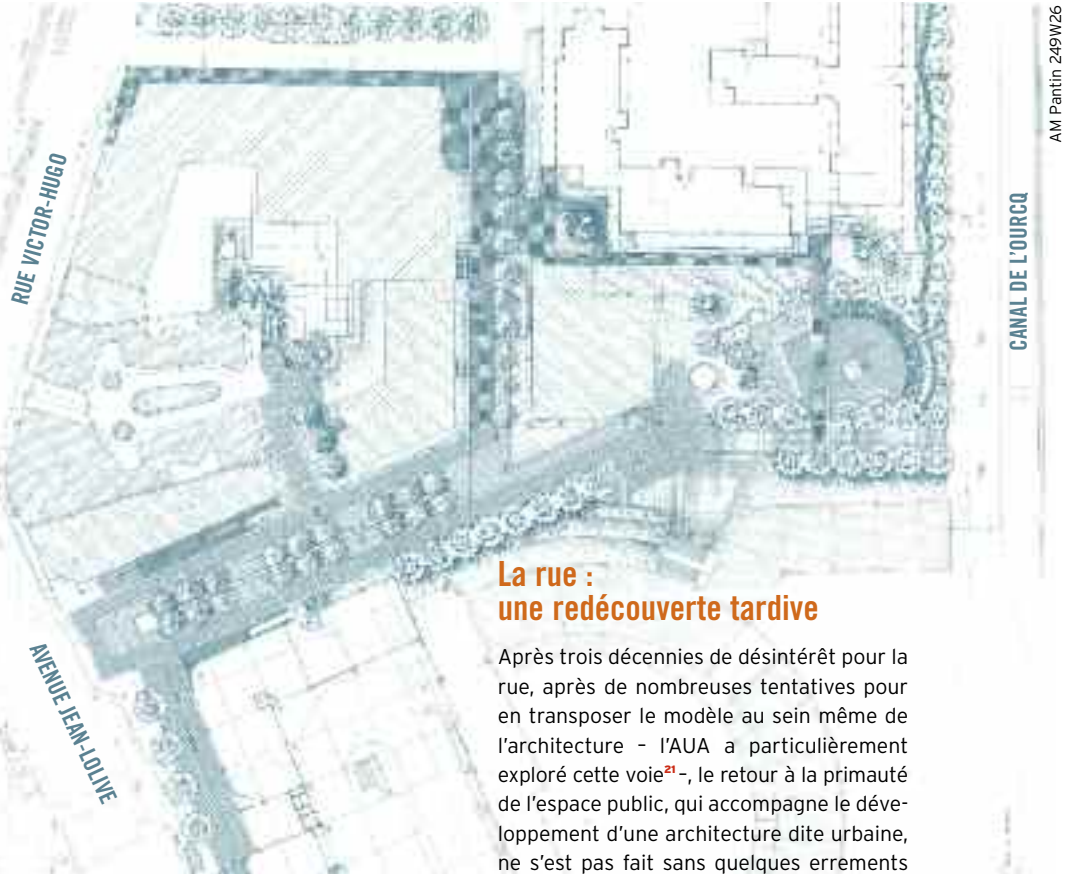 AM Pantin 249W26
RUE VICTOR-HUGO
CANAL DE L'OURCQ
AVENUE JEAN-LOLIVE
La rue :
une redécouverte tardive
Après trois décennies de désintérêt pour la
rue, après de nombreuses tentatives pour
en transposer le modèle au sein même de
l'architecture – l'AUA a particulièrement
exploré cette voie²¹–, le retour à la primauté
de l'espace public, qui accompagne le déve-
loppement d'une architecture dite urbaine,
ne s'est pas fait sans quelques errements